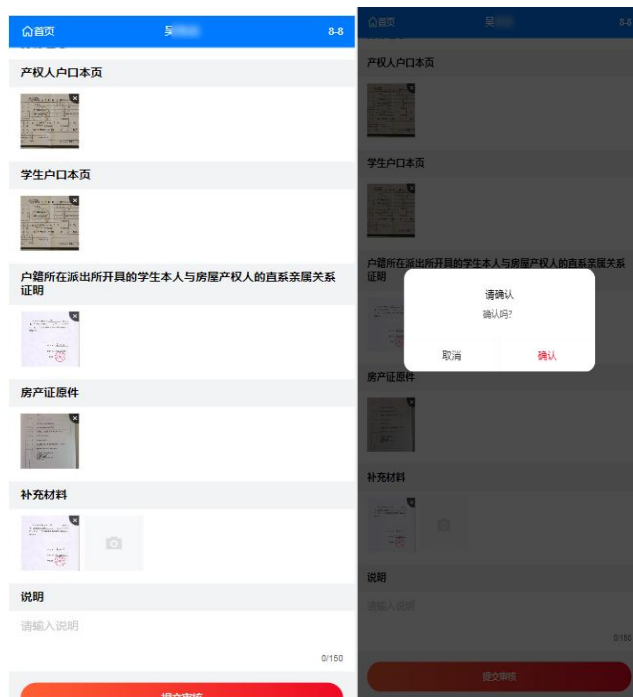 首页
吴
8-8
产权人户口本页
学生户口本页
户籍所在派出所开具的学生本人与房屋产权人的直系亲属关系
证明
房产证原件
补充材料
说明
请输入说明
0/150
提交审核
首页
吴
8-8
产权人户口本页
学生户口本页
户籍所在派出所开具的学生本人与房屋产权人的直系亲属关系
证明
请确认
确认吗?
取消
确认
房产证原件
补充材料
说明
请输入说明
0/150
提交审核